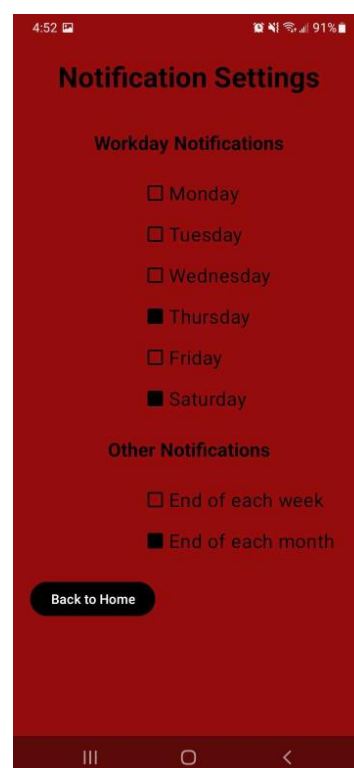 4:52 91%
Notification Settings
Workday Notifications
Monday
Tuesday
Wednesday
Thursday
Friday
Saturday
Other Notifications
End of each week
End of each month
Back to Home